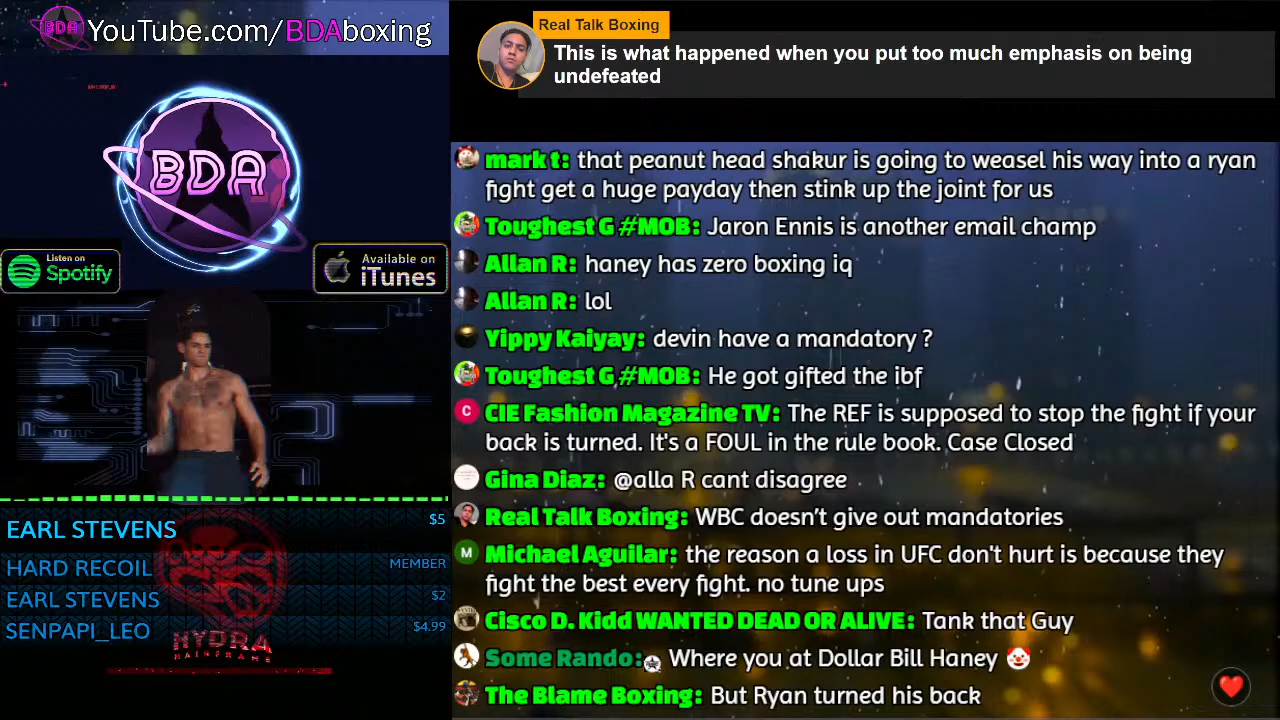 BDA
YouTube.com/BDAboxing
Real Talk Boxing
This is what happened when you put too much emphasis on being
undefeated
BDA
Listen on
Spotify
Available on
iTunes
mark t: that peanut head shakur is going to weasel his way into a ryan
fight get a huge payday then stink up the joint for us
Toughest G #MOB: Jaron Ennis is another email champ
Allan R: haney has zero boxing iq
Allan R: lol
Yippy Kaiyay: devin have a mandatory ?
Toughest G #MOB: He got gifted the ibf
C CIE Fashion Magazine TV: The REF is supposed to stop the fight if your
back is turned. It's a FOUL in the rule book. Case Closed
Gina Diaz: @alla R cant disagree
Real Talk Boxing: WBC doesn't give out mandatories
M Michael Aguilar: the reason a loss in UFC don't hurt is because they
fight the best every fight. no tune ups
Cisco D. Kidd WANTED DEAD OR ALIVE: Tank that Guy
Some Rando: Where you at Dollar Bill Haney 🤡
The Blame Boxing: But Ryan turned his back
EARL STEVENS $5
HARD RECOIL MEMBER
EARL STEVENS $2
SENPAPI_LEO $4.99
HYDRA
MAINFRAME